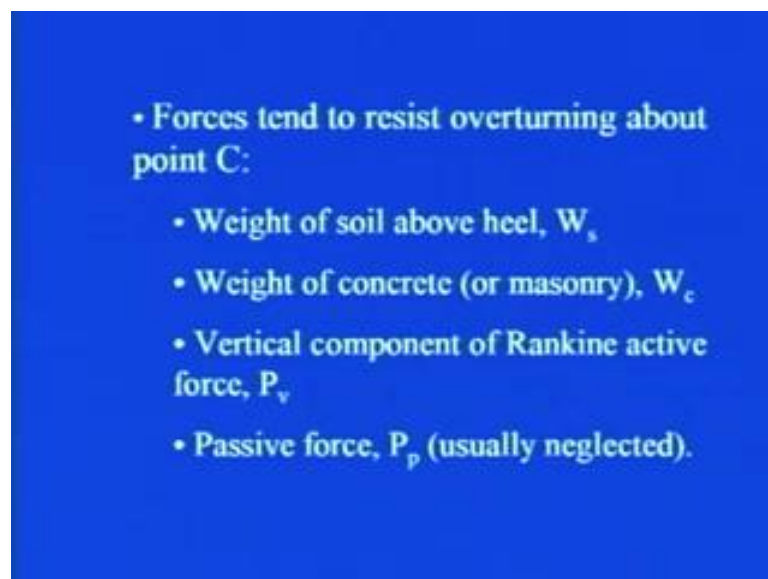 • Forces tend to resist overturning about
point C:
• Weight of soil above heel, Wₛ
• Weight of concrete (or masonry), W꜀
• Vertical component of Rankine active
force, Pᵥ
• Passive force, Pₚ (usually neglected).